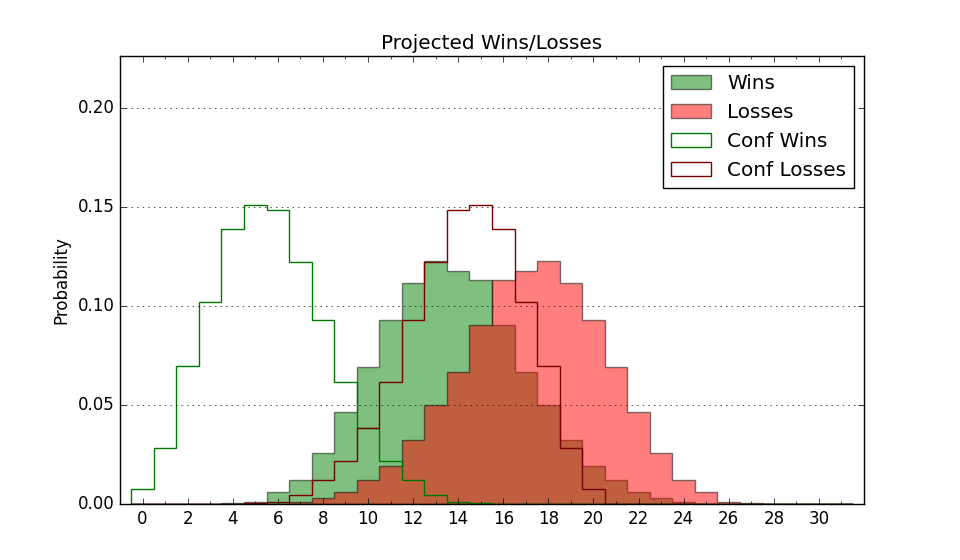 Projected Wins/Losses
Wins
Losses
Conf Wins
Conf Losses
Probability
0.20
0.15
0.10
0.05
0.00
0 2 4 6 8 10 12 14 16 18 20 22 24 26 28 30